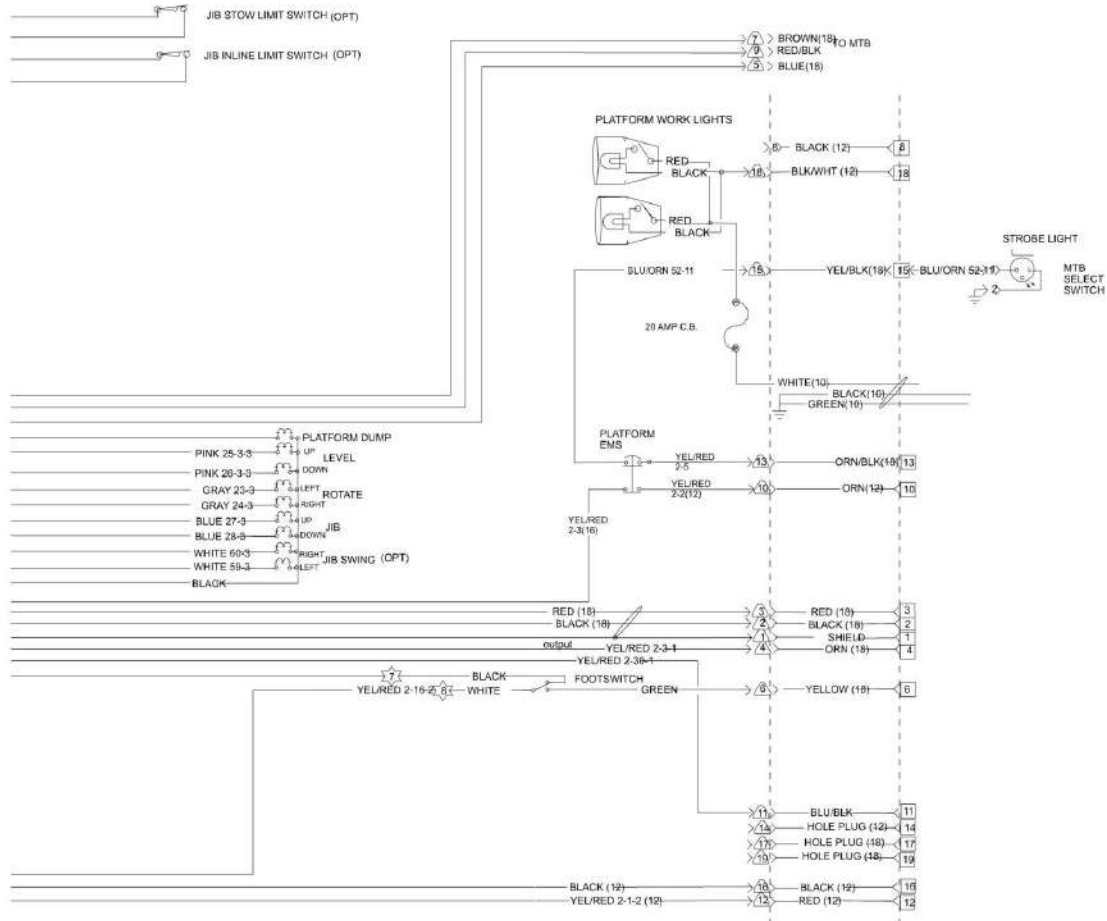 JIB STOW LIMIT SWITCH (OPT)
JIB INLINE LIMIT SWITCH (OPT)
7 BROWN(18) TO MTB
9 RED/BLK
5 BLUE(18)
PLATFORM WORK LIGHTS
RED
BLACK
RED
BLACK
8 BLACK (12) 8
18 BLK/WHT (12) 18
STROBE LIGHT
BLU/ORN 52-11 15 YEL/BLK(18) 15 BLU/ORN 52-11 1
2
MTB
SELECT
SWITCH
20 AMP C.B.
WHITE(10)
BLACK(10)
GREEN(10)
PLATFORM DUMP
PINK 25-3-3 UP
LEVEL
PINK 26-3-3 DOWN
GRAY 23-3 LEFT
ROTATE
GRAY 24-3 RIGHT
BLUE 27-3 UP
JIB
BLUE 28-3 DOWN
WHITE 60-3 RIGHT
JIB SWING (OPT)
WHITE 59-3 LEFT
BLACK
PLATFORM
EMS
YEL/RED
2-5
13 ORN/BLK(18) 13
YEL/RED
2-2(12)
10 ORN(12) 10
YEL/RED
2-3(16)
RED (18) 3 RED (18) 3
BLACK (18) 2 BLACK (18) 2
1 SHIELD 1
output YEL/RED 2-3-1 4 ORN (18) 4
YEL/RED 2-38-1
7 BLACK FOOTSWITCH
YEL/RED 2-16-2 8 WHITE GREEN 6 YELLOW (18) 6
11 BLU/BLK 11
14 HOLE PLUG (12) 14
17 HOLE PLUG (18) 17
19 HOLE PLUG (18) 19
BLACK (12) 16 BLACK (12) 16
YEL/RED 2-1-2 (12) 12 RED (12) 12